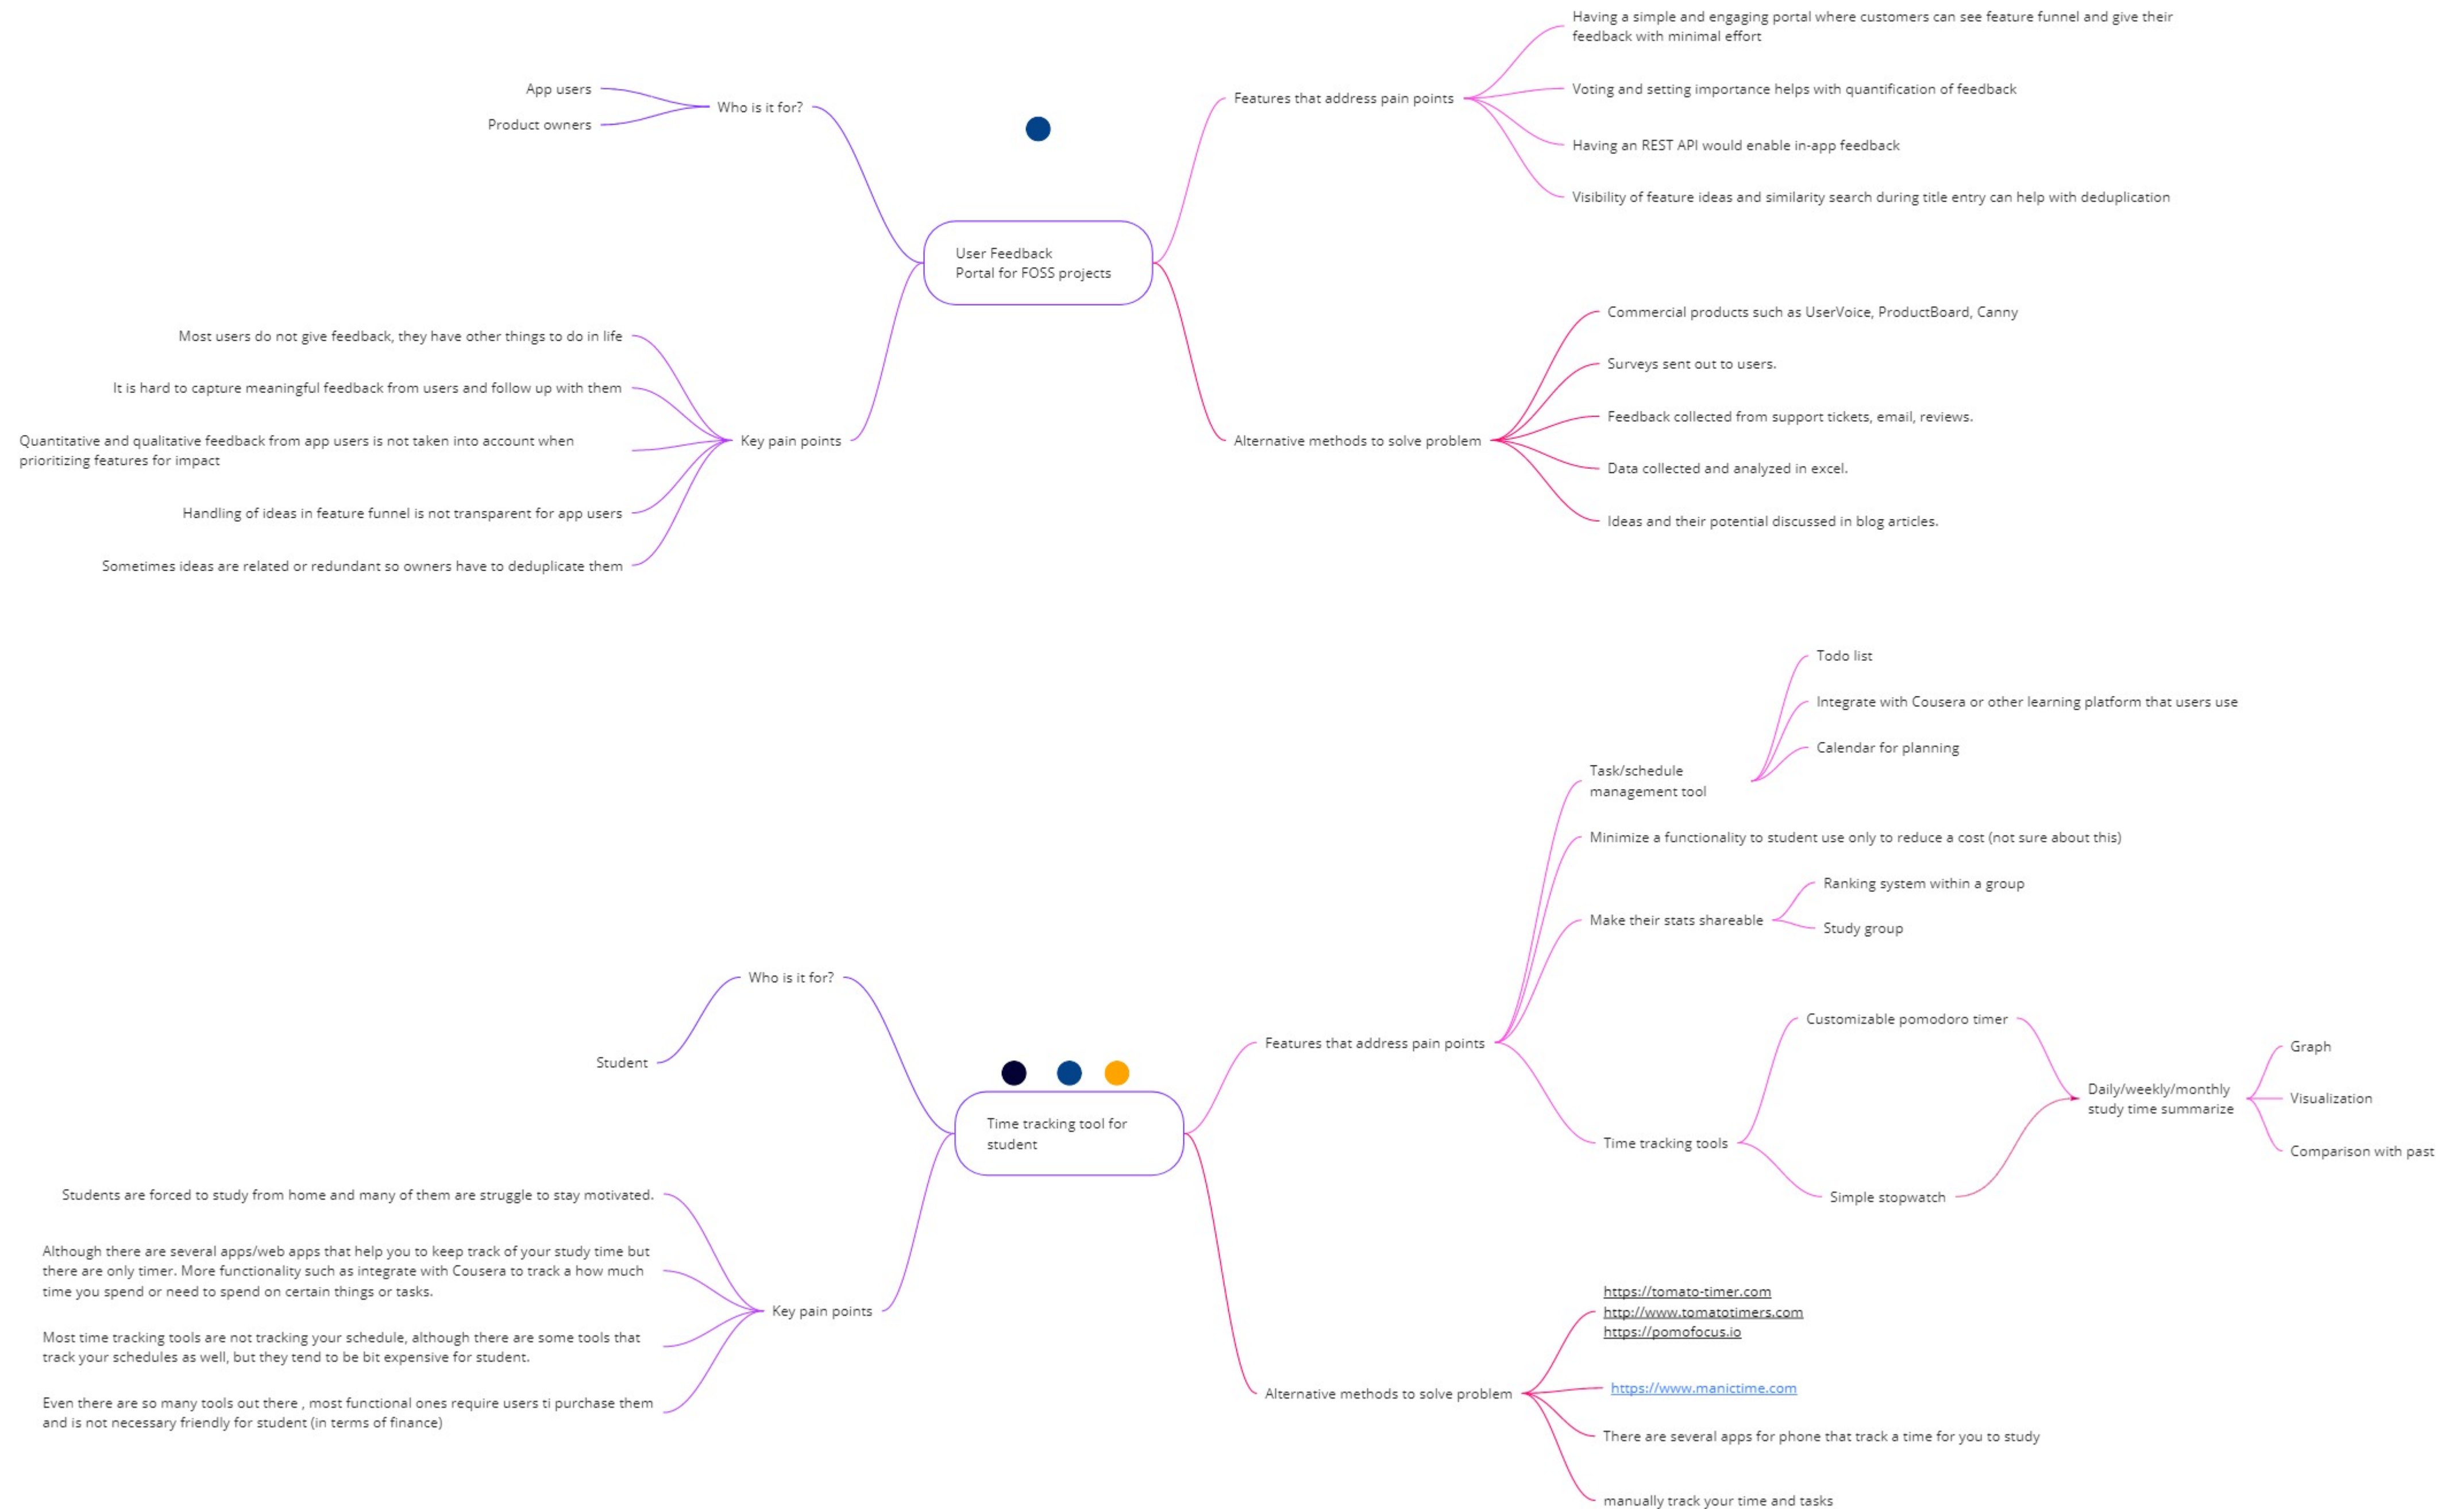 User Feedback
Portal for FOSS projects
Who is it for?
App users
Product owners
Key pain points
Most users do not give feedback, they have other things to do in life
It is hard to capture meaningful feedback from users and follow up with them
Quantitative and qualitative feedback from app users is not taken into account when
prioritizing features for impact
Handling of ideas in feature funnel is not transparent for app users
Sometimes ideas are related or redundant so owners have to deduplicate them
Features that address pain points
Having a simple and engaging portal where customers can see feature funnel and give their
feedback with minimal effort
Voting and setting importance helps with quantification of feedback
Having an REST API would enable in-app feedback
Visibility of feature ideas and similarity search during title entry can help with deduplication
Alternative methods to solve problem
Commercial products such as UserVoice, ProductBoard, Canny
Surveys sent out to users.
Feedback collected from support tickets, email, reviews.
Data collected and analyzed in excel.
Ideas and their potential discussed in blog articles.
Time tracking tool for
student
Who is it for?
Student
Key pain points
Students are forced to study from home and many of them are struggle to stay motivated.
Although there are several apps/web apps that help you to keep track of your study time but
there are only timer. More functionality such as integrate with Cousera to track a how much
time you spend or need to spend on certain things or tasks.
Most time tracking tools are not tracking your schedule, although there are some tools that
track your schedules as well, but they tend to be bit expensive for student.
Even there are so many tools out there , most functional ones require users ti purchase them
and is not necessary friendly for student (in terms of finance)
Features that address pain points
Task/schedule
management tool
Todo list
Integrate with Cousera or other learning platform that users use
Calendar for planning
Minimize a functionality to student use only to reduce a cost (not sure about this)
Make their stats shareable
Ranking system within a group
Study group
Time tracking tools
Customizable pomodoro timer
Simple stopwatch
Daily/weekly/monthly
study time summarize
Graph
Visualization
Comparison with past
Alternative methods to solve problem
https://tomato-timer.com
http://www.tomatotimers.com
https://pomofocus.io
https://www.manictime.com
There are several apps for phone that track a time for you to study
manually track your time and tasks